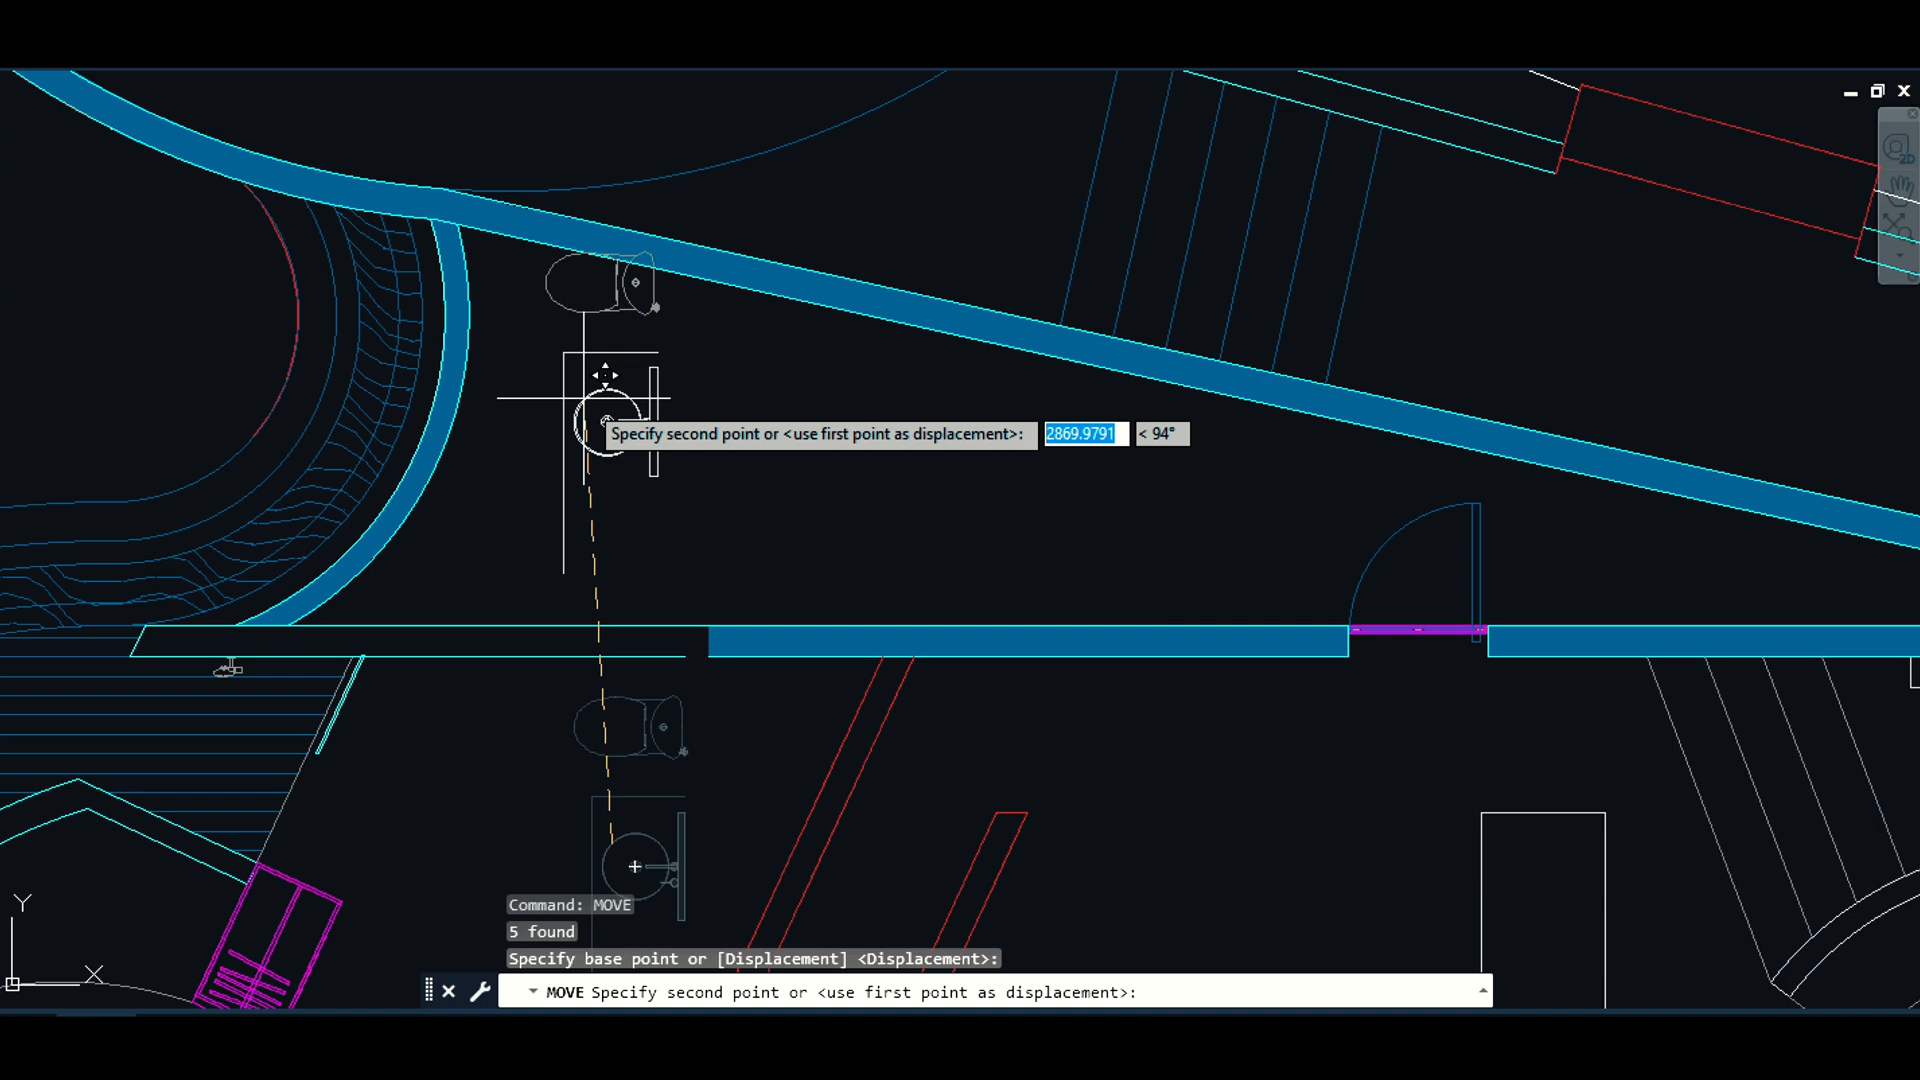 2D
Specify second point or <use first point as displacement>: 2869.9791 < 94°
Y
X
Command: MOVE
5 found
Specify base point or [Displacement] <Displacement>:
MOVE Specify second point or <use first point as displacement>: